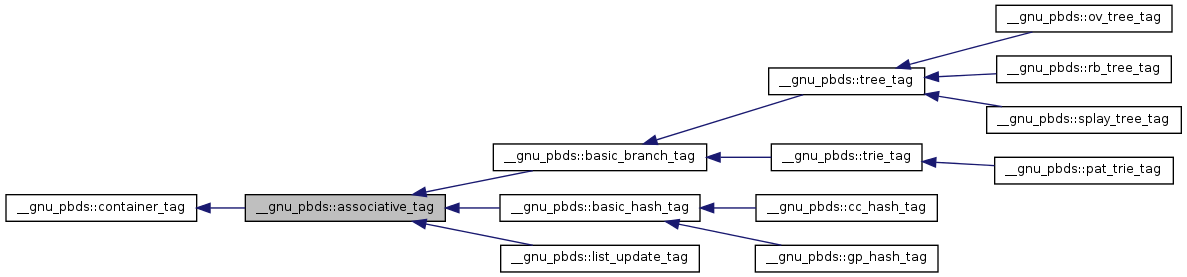 __gnu_pbds::ov_tree_tag
__gnu_pbds::rb_tree_tag
__gnu_pbds::tree_tag
__gnu_pbds::splay_tree_tag
__gnu_pbds::basic_branch_tag
__gnu_pbds::trie_tag
__gnu_pbds::pat_trie_tag
__gnu_pbds::container_tag
__gnu_pbds::associative_tag
__gnu_pbds::basic_hash_tag
__gnu_pbds::cc_hash_tag
__gnu_pbds::list_update_tag
__gnu_pbds::gp_hash_tag